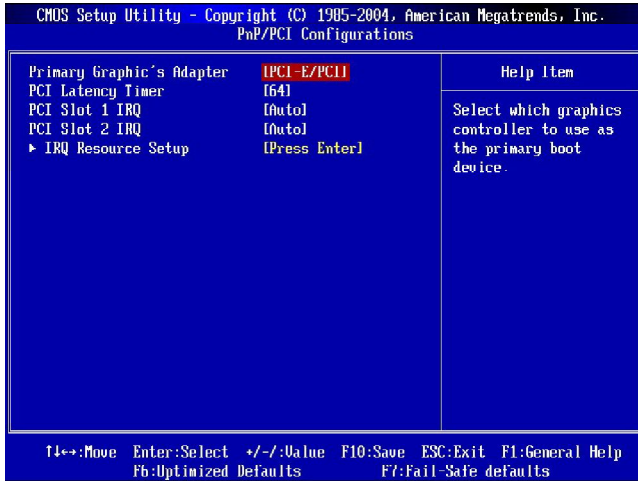 CMOS Setup Utility - Copyright (C) 1985-2004, American Megatrends, Inc.
PnP/PCI Configurations
Primary Graphic's Adapter [PCI-E/PCI]
PCI Latency Timer [64]
PCI Slot 1 IRQ [Auto]
PCI Slot 2 IRQ [Auto]
► IRQ Resource Setup [Press Enter]
Help Item
Select which graphics
controller to use as
the primary boot
device.
↑↓←→:Move Enter:Select +/-/:Value F10:Save ESC:Exit F1:General Help
F6:Optimized Defaults F7:Fail-Safe defaults